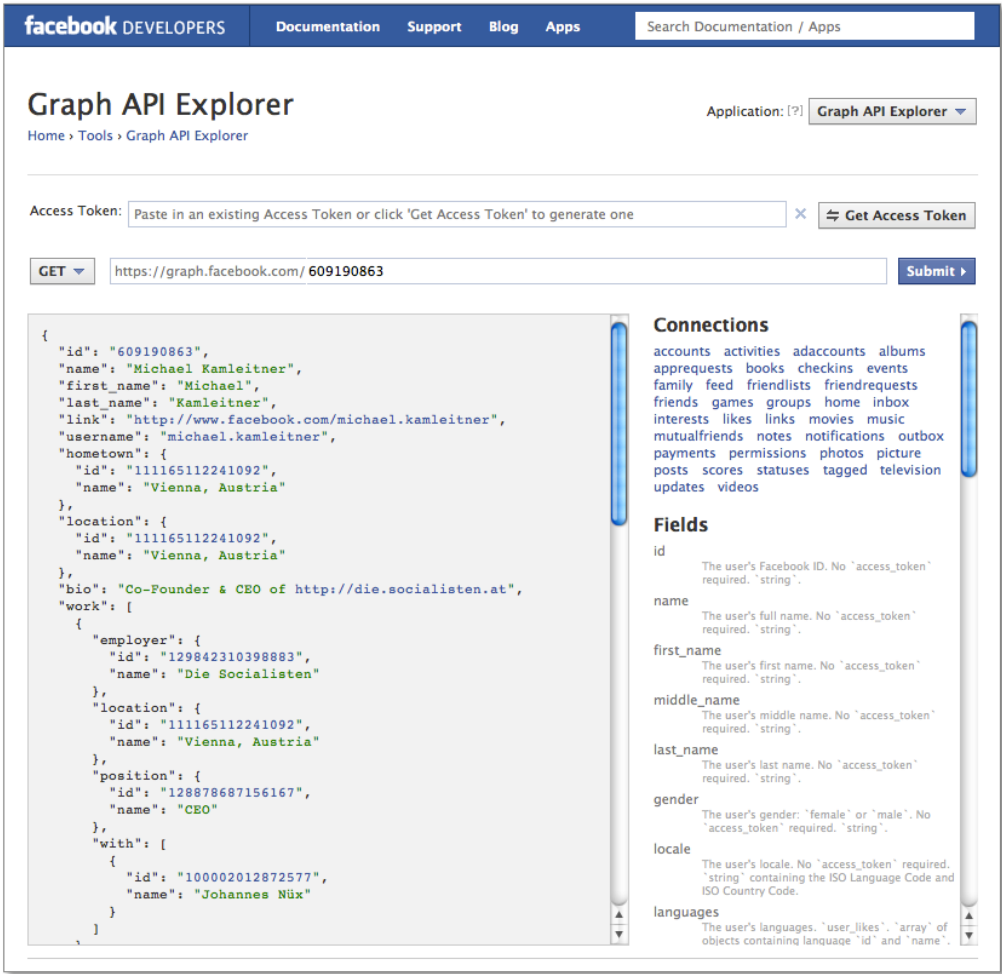 facebook DEVELOPERS Documentation Support Blog Apps Search Documentation / Apps
Graph API Explorer
Application: [?] Graph API Explorer
Home › Tools › Graph API Explorer
Access Token: Paste in an existing Access Token or click 'Get Access Token' to generate one Get Access Token
GET https://graph.facebook.com/ 609190863 Submit
{
"id": "609190863",
"name": "Michael Kamleitner",
"first_name": "Michael",
"last_name": "Kamleitner",
"link": "http://www.facebook.com/michael.kamleitner",
"username": "michael.kamleitner",
"hometown": {
"id": "111165112241092",
"name": "Vienna, Austria"
},
"location": {
"id": "111165112241092",
"name": "Vienna, Austria"
},
"bio": "Co-Founder & CEO of http://die.socialisten.at",
"work": [
{
"employer": {
"id": "129842310398883",
"name": "Die Socialisten"
},
"location": {
"id": "111165112241092",
"name": "Vienna, Austria"
},
"position": {
"id": "128878687156167",
"name": "CEO"
},
"with": [
{
"id": "100002012872577",
"name": "Johannes Nüx"
}
]
Connections
accounts activities adaccounts albums
apprequests books checkins events
family feed friendlists friendrequests
friends games groups home inbox
interests likes links movies music
mutualfriends notes notifications outbox
payments permissions photos picture
posts scores statuses tagged television
updates videos
Fields
id
The user's Facebook ID. No `access_token`
required. `string`.
name
The user's full name. No `access_token`
required. `string`.
first_name
The user's first name. No `access_token`
required. `string`.
middle_name
The user's middle name. No `access_token`
required. `string`.
last_name
The user's last name. No `access_token`
required. `string`.
gender
The user's gender: `female` or `male`. No
`access_token` required. `string`.
locale
The user's locale. No `access_token` required.
`string` containing the ISO Language Code and
ISO Country Code.
languages
The user's languages. `user_likes`. `array` of
objects containing language `id` and `name`.